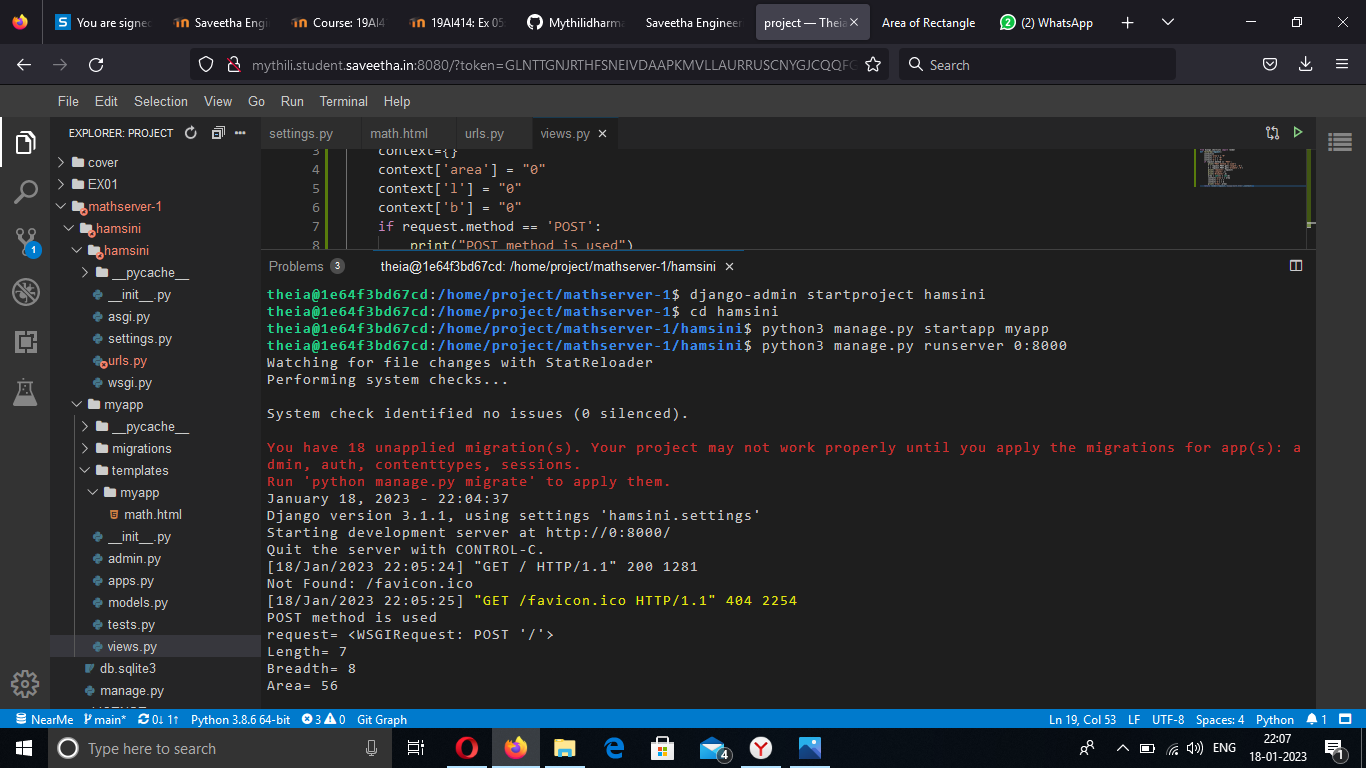 You are signed
Saveetha Engi
Course: 19AI4
19AI414: Ex 05
Mythilidharma
Saveetha Engineer
project — Theia
Area of Rectangle
(2) WhatsApp
mythili.student.saveetha.in:8080/?token=GLNTTGNJRTHFSNEIVDAAPKMVLLAURRUSCNYGJCQQF
Search
File Edit Selection View Go Run Terminal Help
EXPLORER: PROJECT
settings.py
math.html
urls.py
views.py
cover
EX01
mathserver-1
hamsini
hamsini
__pycache__
__init__.py
asgi.py
settings.py
urls.py
wsgi.py
myapp
__pycache__
migrations
templates
myapp
math.html
__init__.py
admin.py
apps.py
models.py
tests.py
views.py
db.sqlite3
manage.py
3 context={}
4 context['area'] = "0"
5 context['l'] = "0"
6 context['b'] = "0"
7 if request.method == 'POST':
8 print("POST method is used")
Problems 3
theia@1e64f3bd67cd: /home/project/mathserver-1/hamsini
theia@1e64f3bd67cd:/home/project/mathserver-1$ django-admin startproject hamsini
theia@1e64f3bd67cd:/home/project/mathserver-1$ cd hamsini
theia@1e64f3bd67cd:/home/project/mathserver-1/hamsini$ python3 manage.py startapp myapp
theia@1e64f3bd67cd:/home/project/mathserver-1/hamsini$ python3 manage.py runserver 0:8000
Watching for file changes with StatReloader
Performing system checks...
System check identified no issues (0 silenced).
You have 18 unapplied migration(s). Your project may not work properly until you apply the migrations for app(s): a
dmin, auth, contenttypes, sessions.
Run 'python manage.py migrate' to apply them.
January 18, 2023 - 22:04:37
Django version 3.1.1, using settings 'hamsini.settings'
Starting development server at http://0:8000/
Quit the server with CONTROL-C.
[18/Jan/2023 22:05:24] "GET / HTTP/1.1" 200 1281
Not Found: /favicon.ico
[18/Jan/2023 22:05:25] "GET /favicon.ico HTTP/1.1" 404 2254
POST method is used
request= <WSGIRequest: POST '/'>
Length= 7
Breadth= 8
Area= 56
1
NearMe main* 0↓ 1↑ Python 3.8.6 64-bit 3 0 Git Graph
Ln 19, Col 53 LF UTF-8 Spaces: 4 Python 1
Type here to search
4
ENG
22:07
18-01-2023
1